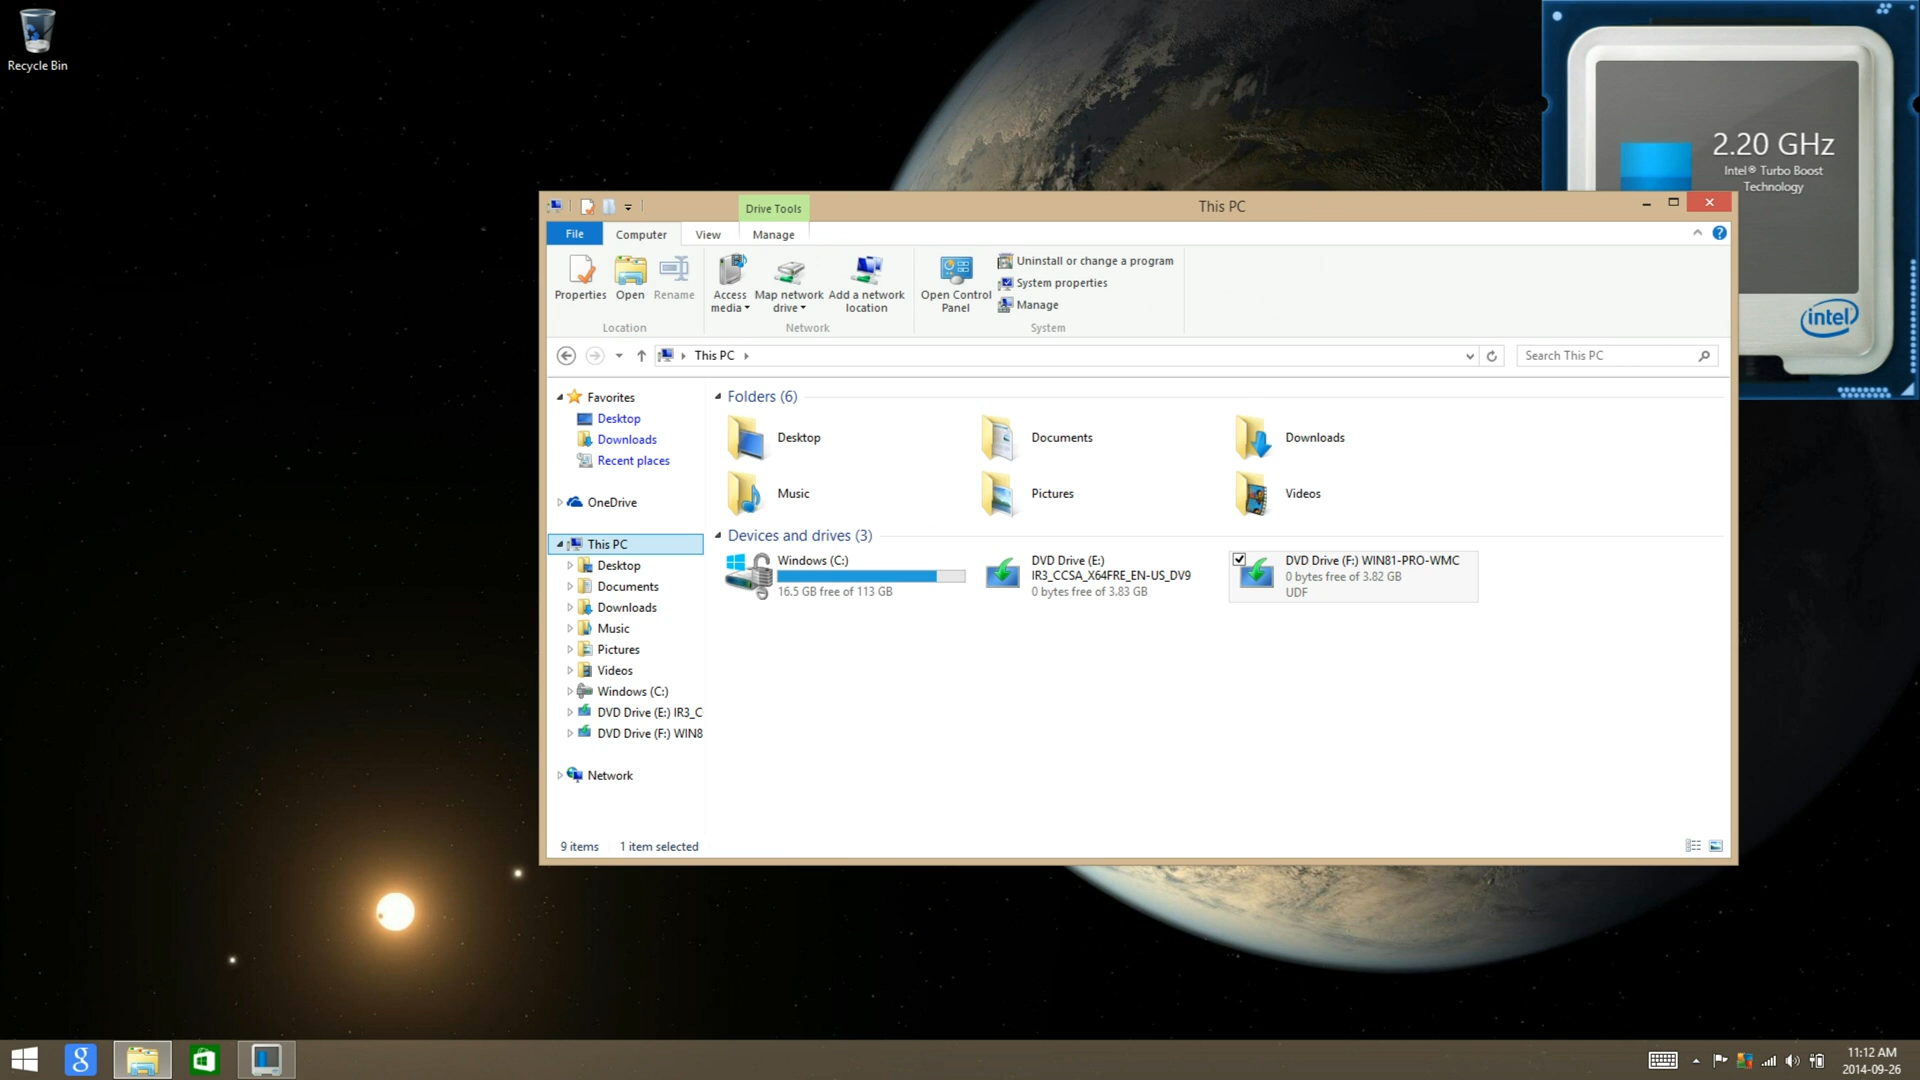 Recycle Bin
2.20 GHz
Intel® Turbo Boost
Technology
intel
Drive Tools
This PC
File
Computer
View
Manage
Properties
Open
Rename
Location
Access
media
Map network
drive
Add a network
location
Network
Open Control
Panel
Uninstall or change a program
System properties
Manage
System
This PC
Search This PC
Favorites
Desktop
Downloads
Recent places
OneDrive
This PC
Desktop
Documents
Downloads
Music
Pictures
Videos
Windows (C:)
DVD Drive (E:) IR3_C
DVD Drive (F:) WIN8
Network
Folders (6)
Desktop
Documents
Downloads
Music
Pictures
Videos
Devices and drives (3)
Windows (C:)
16.5 GB free of 113 GB
DVD Drive (E:)
IR3_CCSA_X64FRE_EN-US_DV9
0 bytes free of 3.83 GB
DVD Drive (F:) WIN81-PRO-WMC
0 bytes free of 3.82 GB
UDF
9 items
1 item selected
g
11:12 AM
2014-09-26